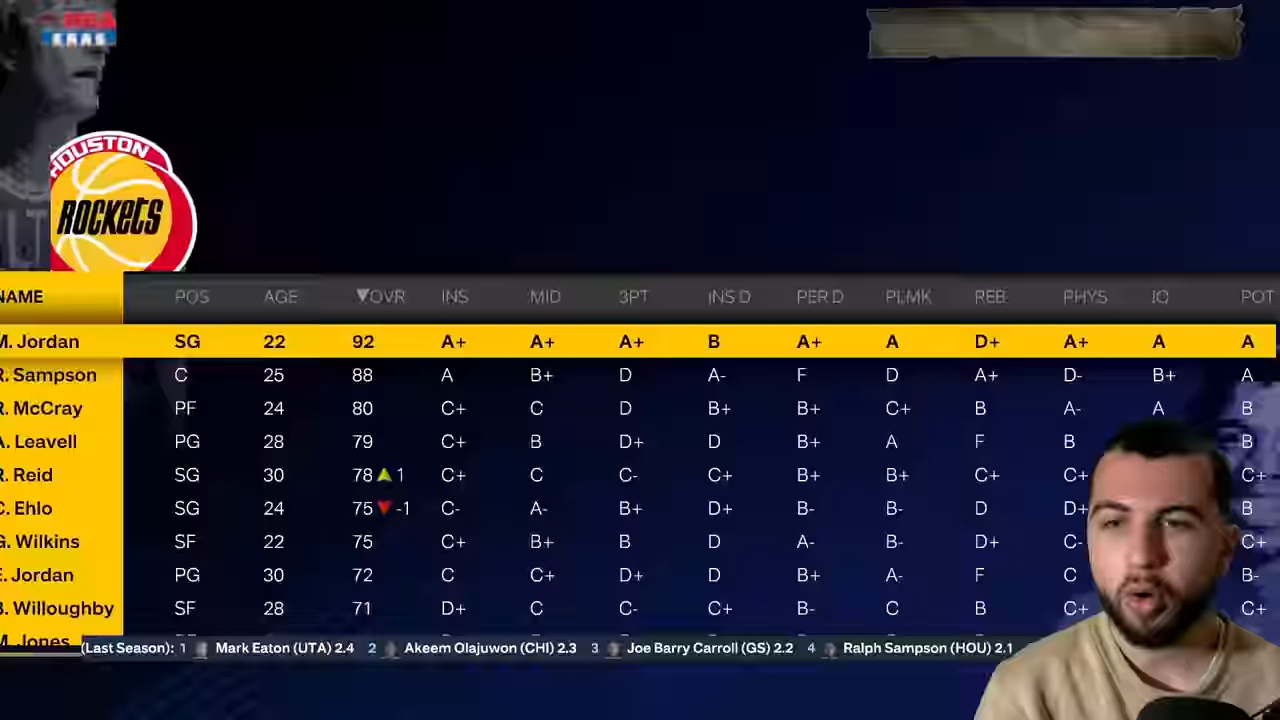 NBA
ERAS
HOUSTON
ROCKETS
NAME POS AGE ▼OVR INS MID 3PT INS D PER D PLMK REB PHYS IQ POT
M. Jordan SG 22 92 A+ A+ A+ B A+ A D+ A+ A A
R. Sampson C 25 88 A B+ D A- F D A+ D- B+ A
R. McCray PF 24 80 C+ C D B+ B+ C+ B A- A B
A. Leavell PG 28 79 C+ B D+ D B+ A F B B
R. Reid SG 30 78 ▲ 1 C+ C C- C+ B+ B+ C+ C+ C+
C. Ehlo SG 24 75 ▼ -1 C- A- B+ D+ B- B- D D+ B
G. Wilkins SF 22 75 C+ B+ B D A- B- D+ C- C+
E. Jordan PG 30 72 C C+ D+ D B+ A- F C B-
B. Willoughby SF 28 71 D+ C C- C+ B- C B C+ C+
M. Jones
(Last Season): 1 Mark Eaton (UTA) 2.4 2 Akeem Olajuwon (CHI) 2.3 3 Joe Barry Carroll (GS) 2.2 4 Ralph Sampson (HOU) 2.1